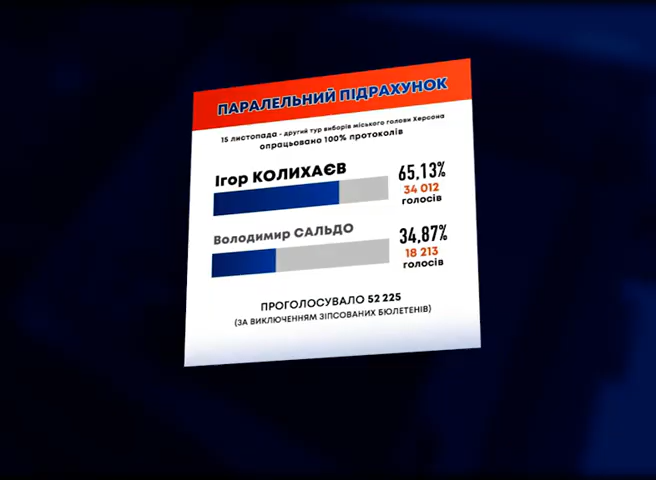 ПАРАЛЕЛЬНИЙ ПІДРАХУНОК
15 листопада - другий тур виборів міського голови Херсона
опрацьовано 100% протоколів
Ігор КОЛИХАЄВ
65,13%
34 012
голосів
Володимир САЛЬДО
34,87%
18 213
голосів
ПРОГОЛОСУВАЛО 52 225
(ЗА ВИКЛЮЧЕННЯМ ЗІПСОВАНИХ БЮЛЕТЕНІВ)